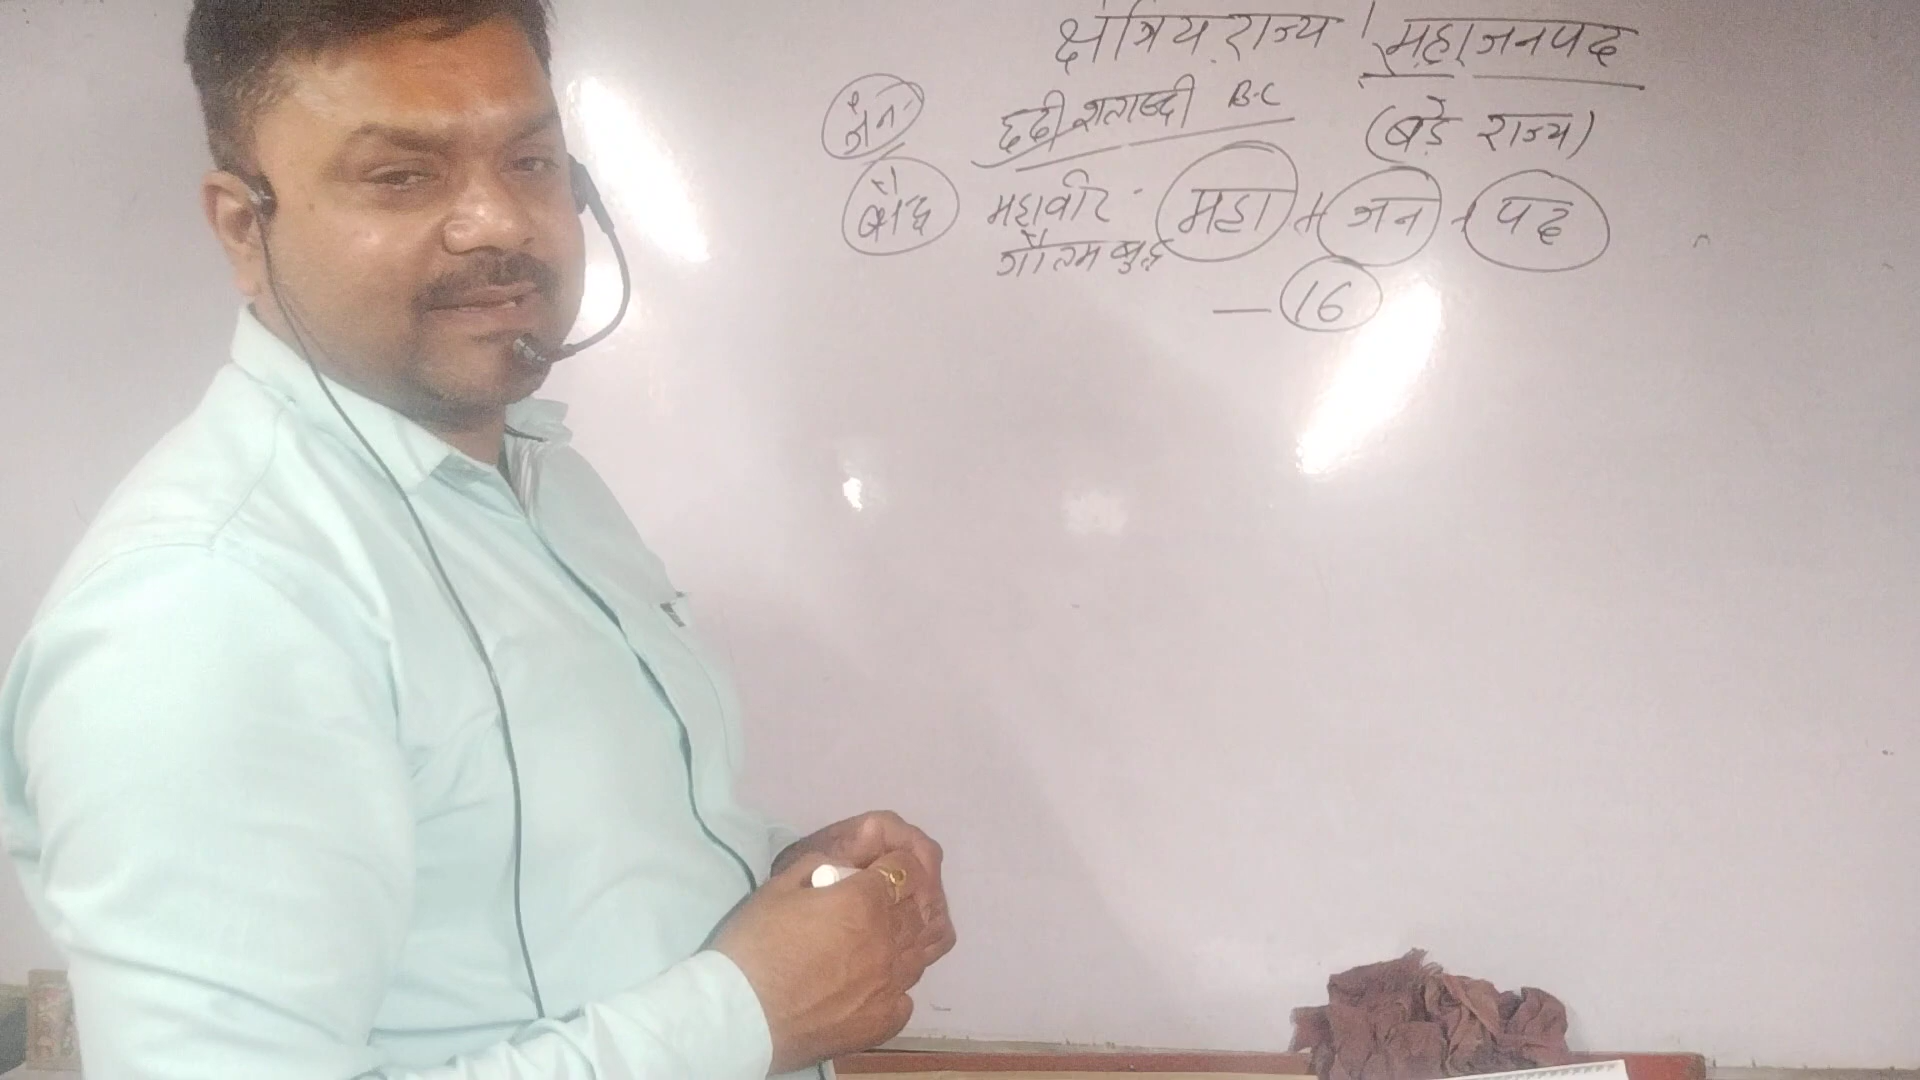 क्षत्रिय राज्य / महाजनपद
जैन छठी शताब्दी B.C (बड़े राज्य)
बौद्ध महावीर महा + जन + पद
गौतम बुद्ध
— 16